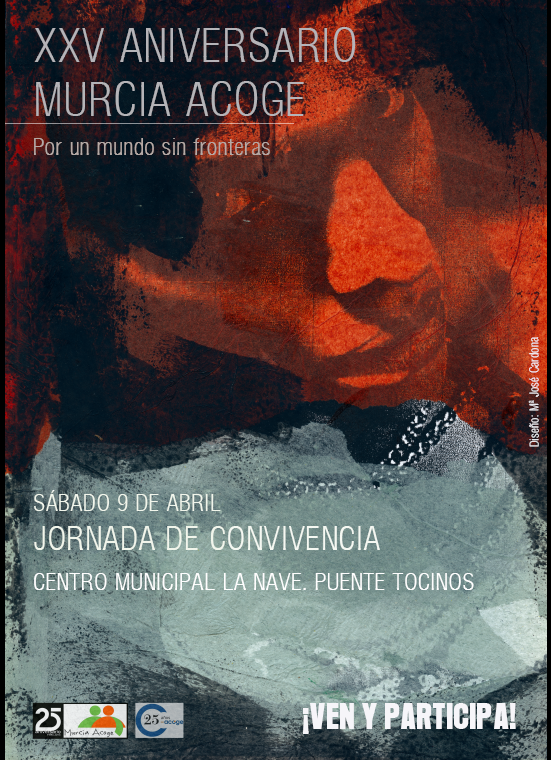 XXV ANIVERSARIO
MURCIA ACOGE
Por un mundo sin fronteras
Diseño: Mª José Cardona
SÁBADO 9 DE ABRIL
JORNADA DE CONVIVENCIA
CENTRO MUNICIPAL LA NAVE. PUENTE TOCINOS
25
Murcia Acoge
25 años
acoge
¡VEN Y PARTICIPA!